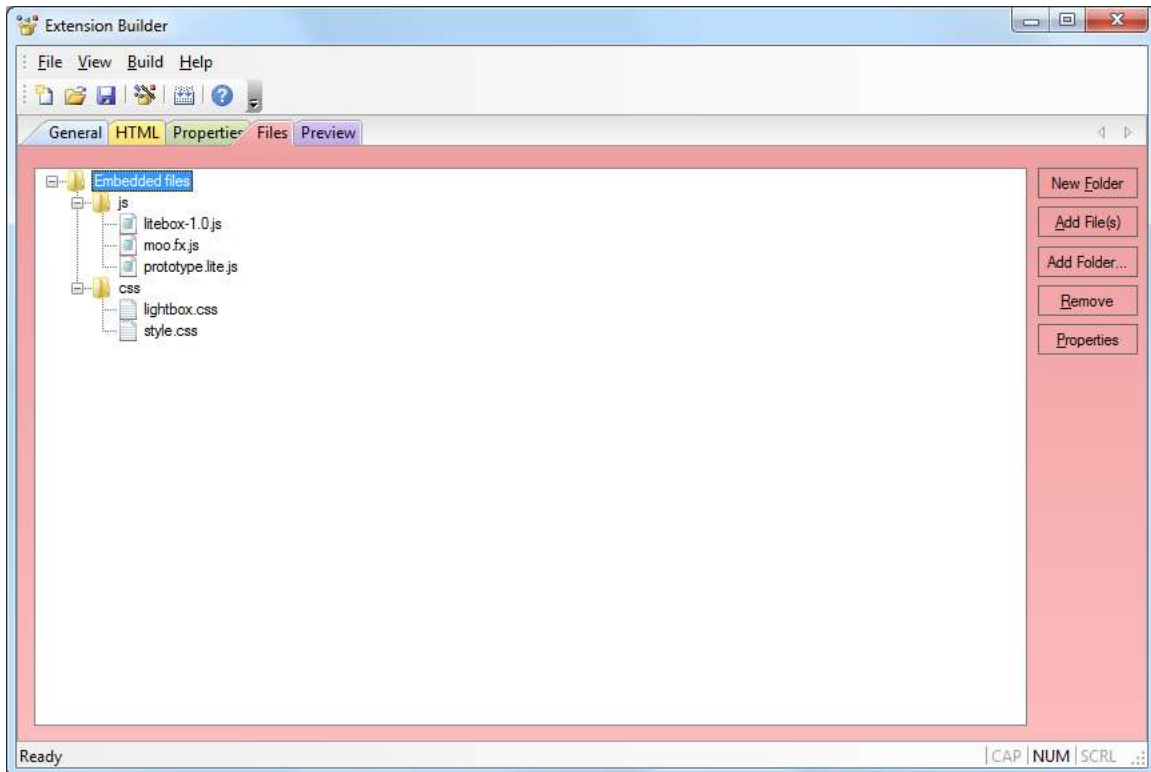 Extension Builder
File View Build Help
General HTML Properties Files Preview
Embedded files
js
litebox-1.0.js
moo.fx.js
prototype.lite.js
css
lightbox.css
style.css
New Folder
Add File(s)
Add Folder...
Remove
Properties
Ready
CAP NUM SCRL